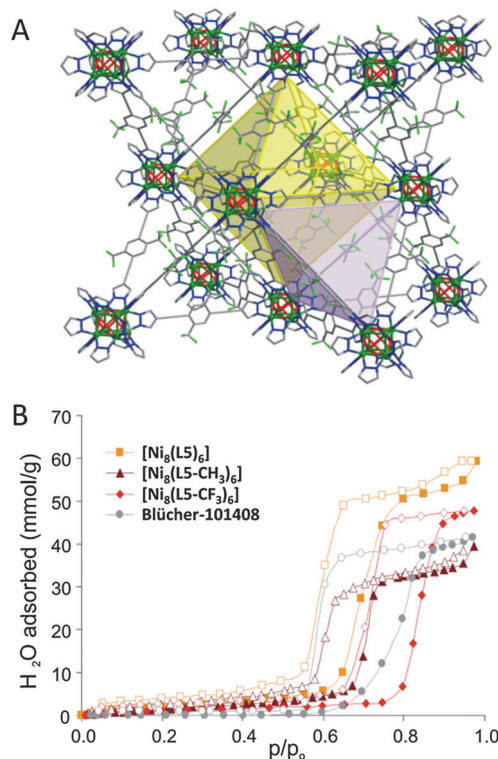 A
B
H₂O adsorbed (mmol/g)
70
60
50
40
30
20
10
0
[Ni₈(L5)₆]
[Ni₈(L5-CH₃)₆]
[Ni₈(L5-CF₃)₆]
Blücher-101408
0.0 0.2 0.4 0.6 0.8 1.0
p/pₒ